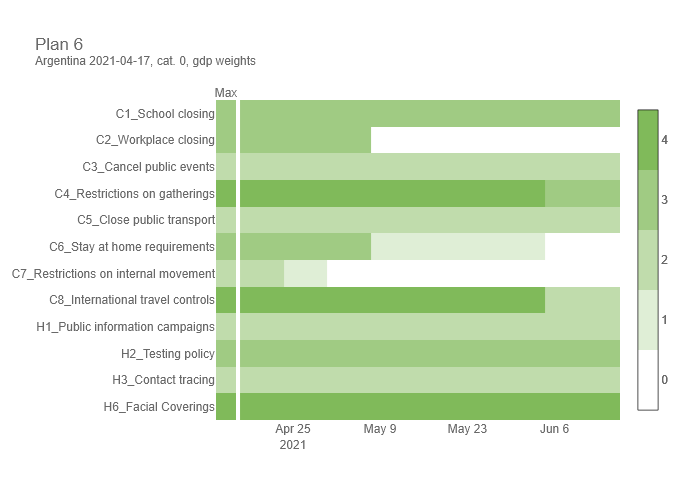 Plan 6
Argentina 2021-04-17, cat. 0, gdp weights
Max
C1_School closing
C2_Workplace closing
C3_Cancel public events
C4_Restrictions on gatherings
C5_Close public transport
C6_Stay at home requirements
C7_Restrictions on internal movement
C8_International travel controls
H1_Public information campaigns
H2_Testing policy
H3_Contact tracing
H6_Facial Coverings
4
3
2
1
0
Apr 25 May 9 May 23 Jun 6
2021